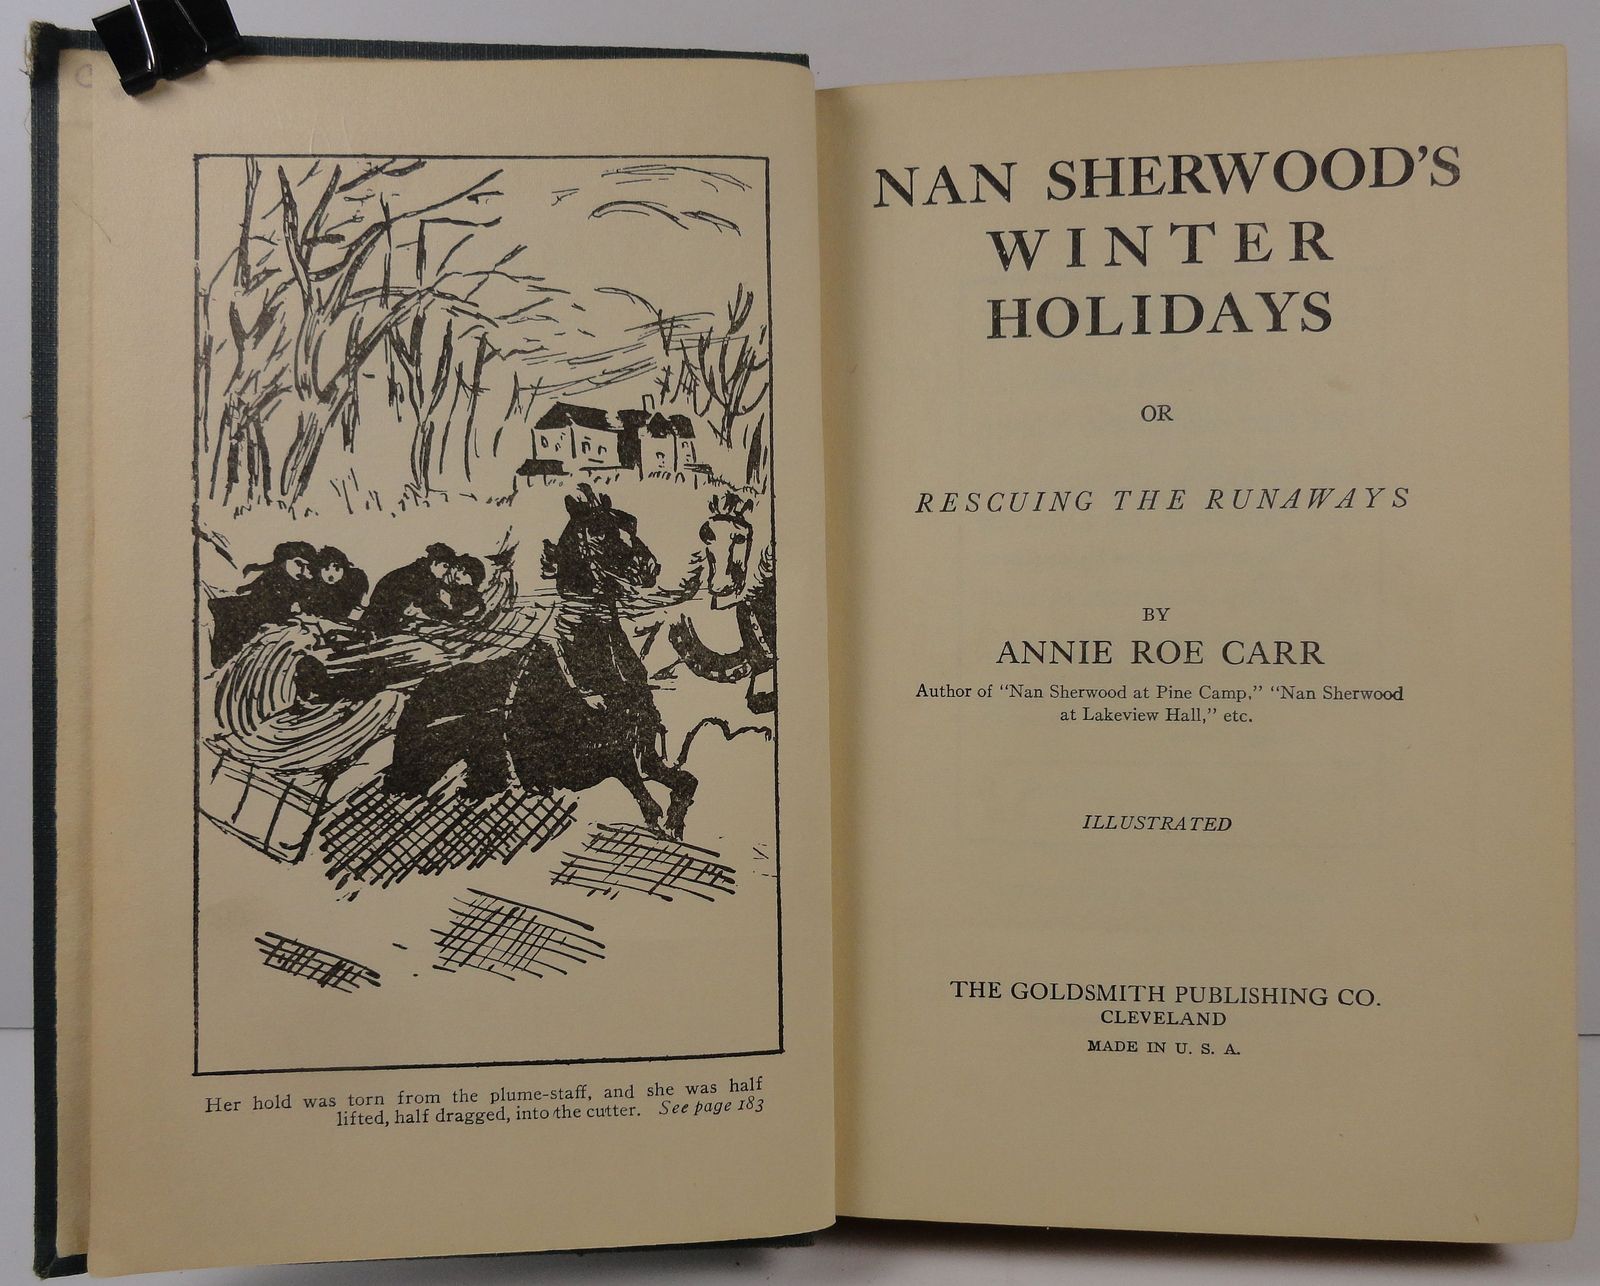 Her hold was torn from the plume-staff, and she was half
lifted, half dragged, into the cutter. See page 183
NAN SHERWOOD'S
WINTER
HOLIDAYS
OR
RESCUING THE RUNAWAYS
BY
ANNIE ROE CARR
Author of "Nan Sherwood at Pine Camp," "Nan Sherwood
at Lakeview Hall," etc.
ILLUSTRATED
THE GOLDSMITH PUBLISHING CO.
CLEVELAND
MADE IN U. S. A.